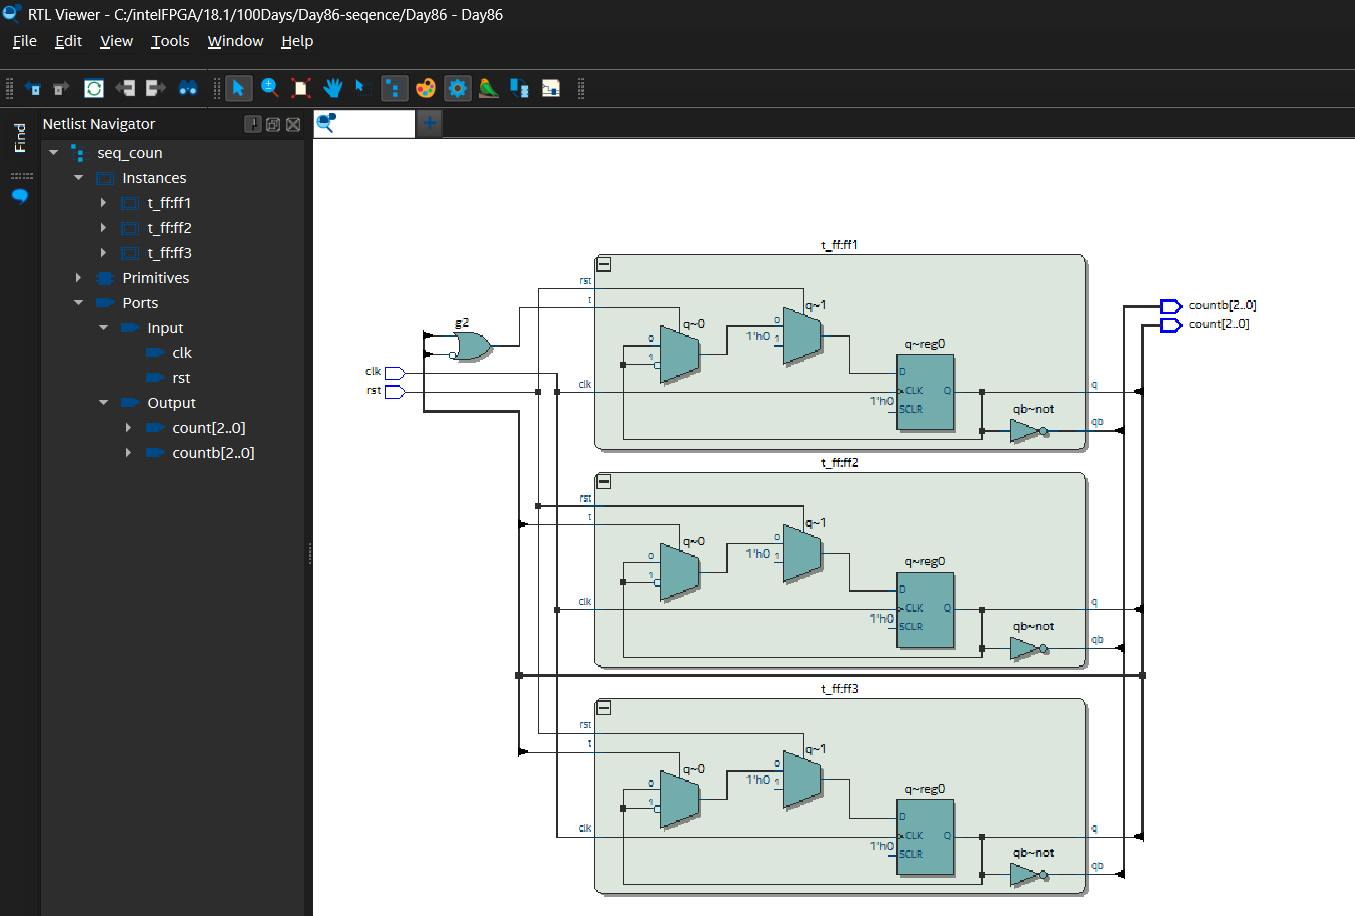 RTL Viewer - C:/intelFPGA/18.1/100Days/Day86-seqence/Day86 - Day86
File Edit View Tools Window Help
Find
Netlist Navigator
seq_coun
Instances
t_ff:ff1
t_ff:ff2
t_ff:ff3
Primitives
Ports
Input
clk
rst
Output
count[2..0]
countb[2..0]
g2
clk
rst
t_ff:ff1
rst
t
q~0
0
1
q~1
0
1'h0 1
q~reg0
D
clk
CLK
Q
1'h0
SCLR
qb~not
q
qb
t_ff:ff2
rst
t
q~0
0
1
q~1
0
1'h0 1
q~reg0
D
clk
CLK
Q
1'h0
SCLR
qb~not
q
qb
t_ff:ff3
rst
t
q~0
0
1
q~1
0
1'h0 1
q~reg0
D
clk
CLK
Q
1'h0
SCLR
qb~not
q
qb
countb[2..0]
count[2..0]